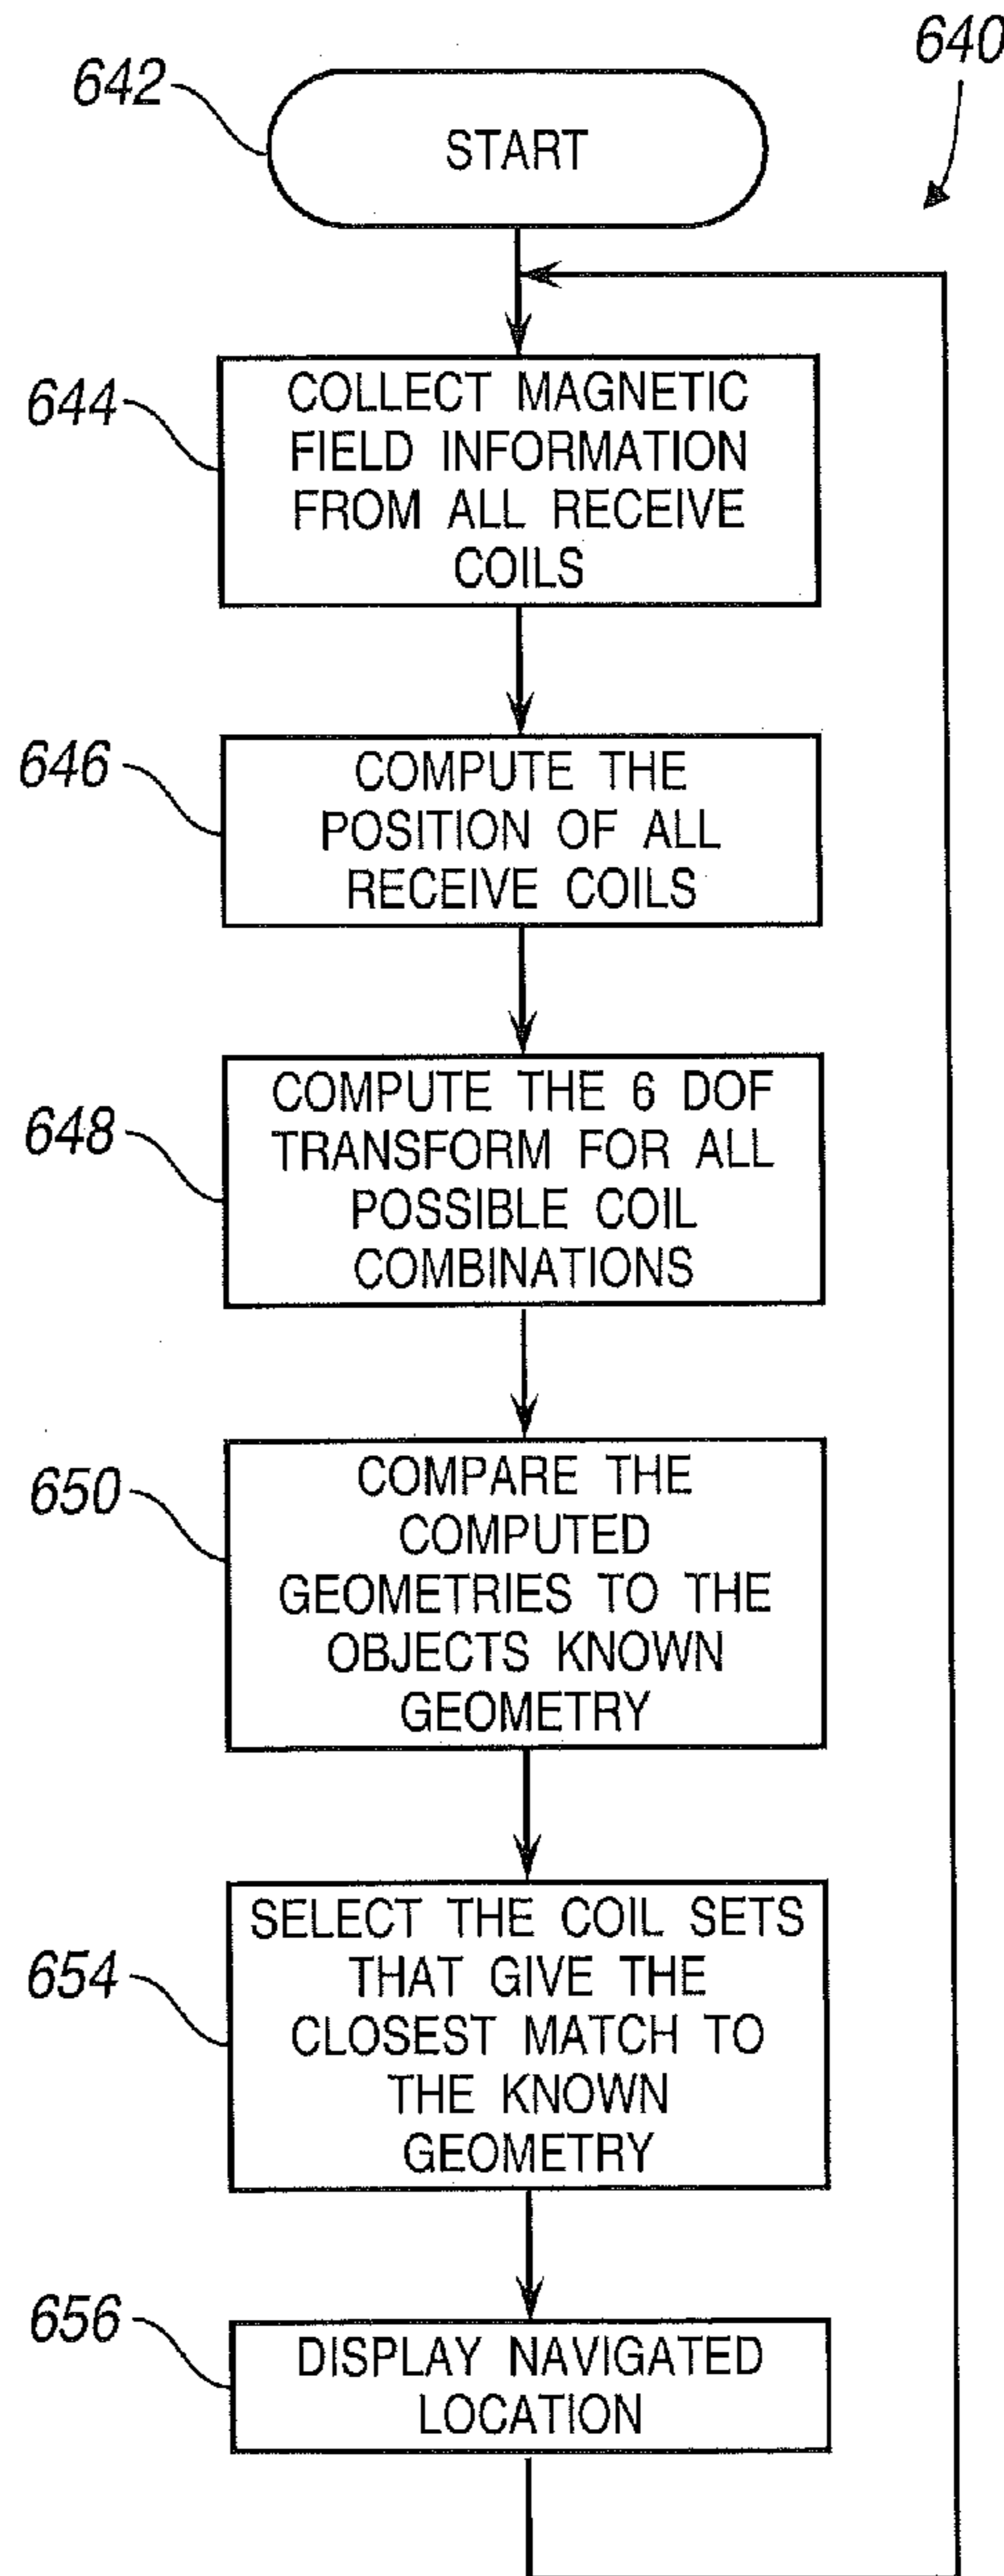 640
642
START
644
COLLECT MAGNETIC
FIELD INFORMATION
FROM ALL RECEIVE
COILS
646
COMPUTE THE
POSITION OF ALL
RECEIVE COILS
648
COMPUTE THE 6 DOF
TRANSFORM FOR ALL
POSSIBLE COIL
COMBINATIONS
650
COMPARE THE
COMPUTED
GEOMETRIES TO THE
OBJECTS KNOWN
GEOMETRY
654
SELECT THE COIL SETS
THAT GIVE THE
CLOSEST MATCH TO
THE KNOWN
GEOMETRY
656
DISPLAY NAVIGATED
LOCATION